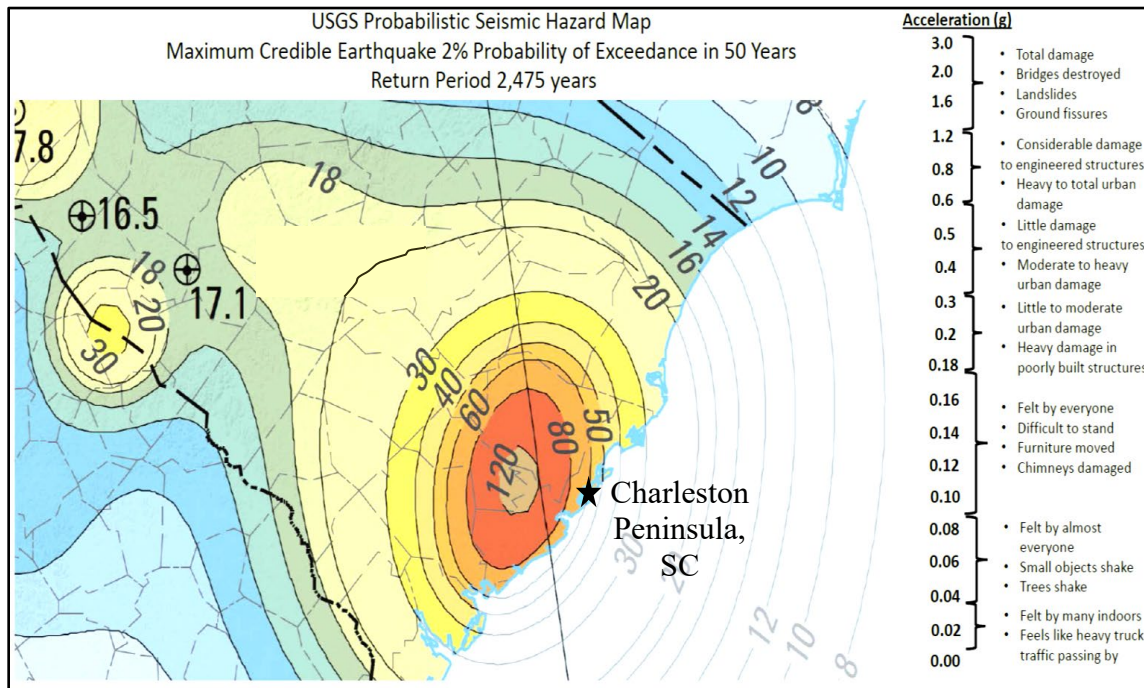 USGS Probabilistic Seismic Hazard Map
Maximum Credible Earthquake 2% Probability of Exceedance in 50 Years
Return Period 2,475 years
7.8
16.5
17.1
18
18
20
30
8
10
12
14
16
20
30
40
60
50
80
120
Charleston
Peninsula,
SC
30
12
10
8
Acceleration (g)
3.0
2.0
1.6
• Total damage
• Bridges destroyed
• Landslides
• Ground fissures
1.2
0.8
0.6
• Considerable damage
to engineered structures
• Heavy to total urban
damage
0.5
0.4
• Little damage
to engineered structures
• Moderate to heavy
urban damage
0.3
0.2
0.18
• Little to moderate
urban damage
• Heavy damage in
poorly built structures
0.16
0.14
0.12
0.10
• Felt by everyone
• Difficult to stand
• Furniture moved
• Chimneys damaged
0.08
0.06
0.04
• Felt by almost
everyone
• Small objects shake
• Trees shake
0.02
0.00
• Felt by many indoors
• Feels like heavy truck
traffic passing by